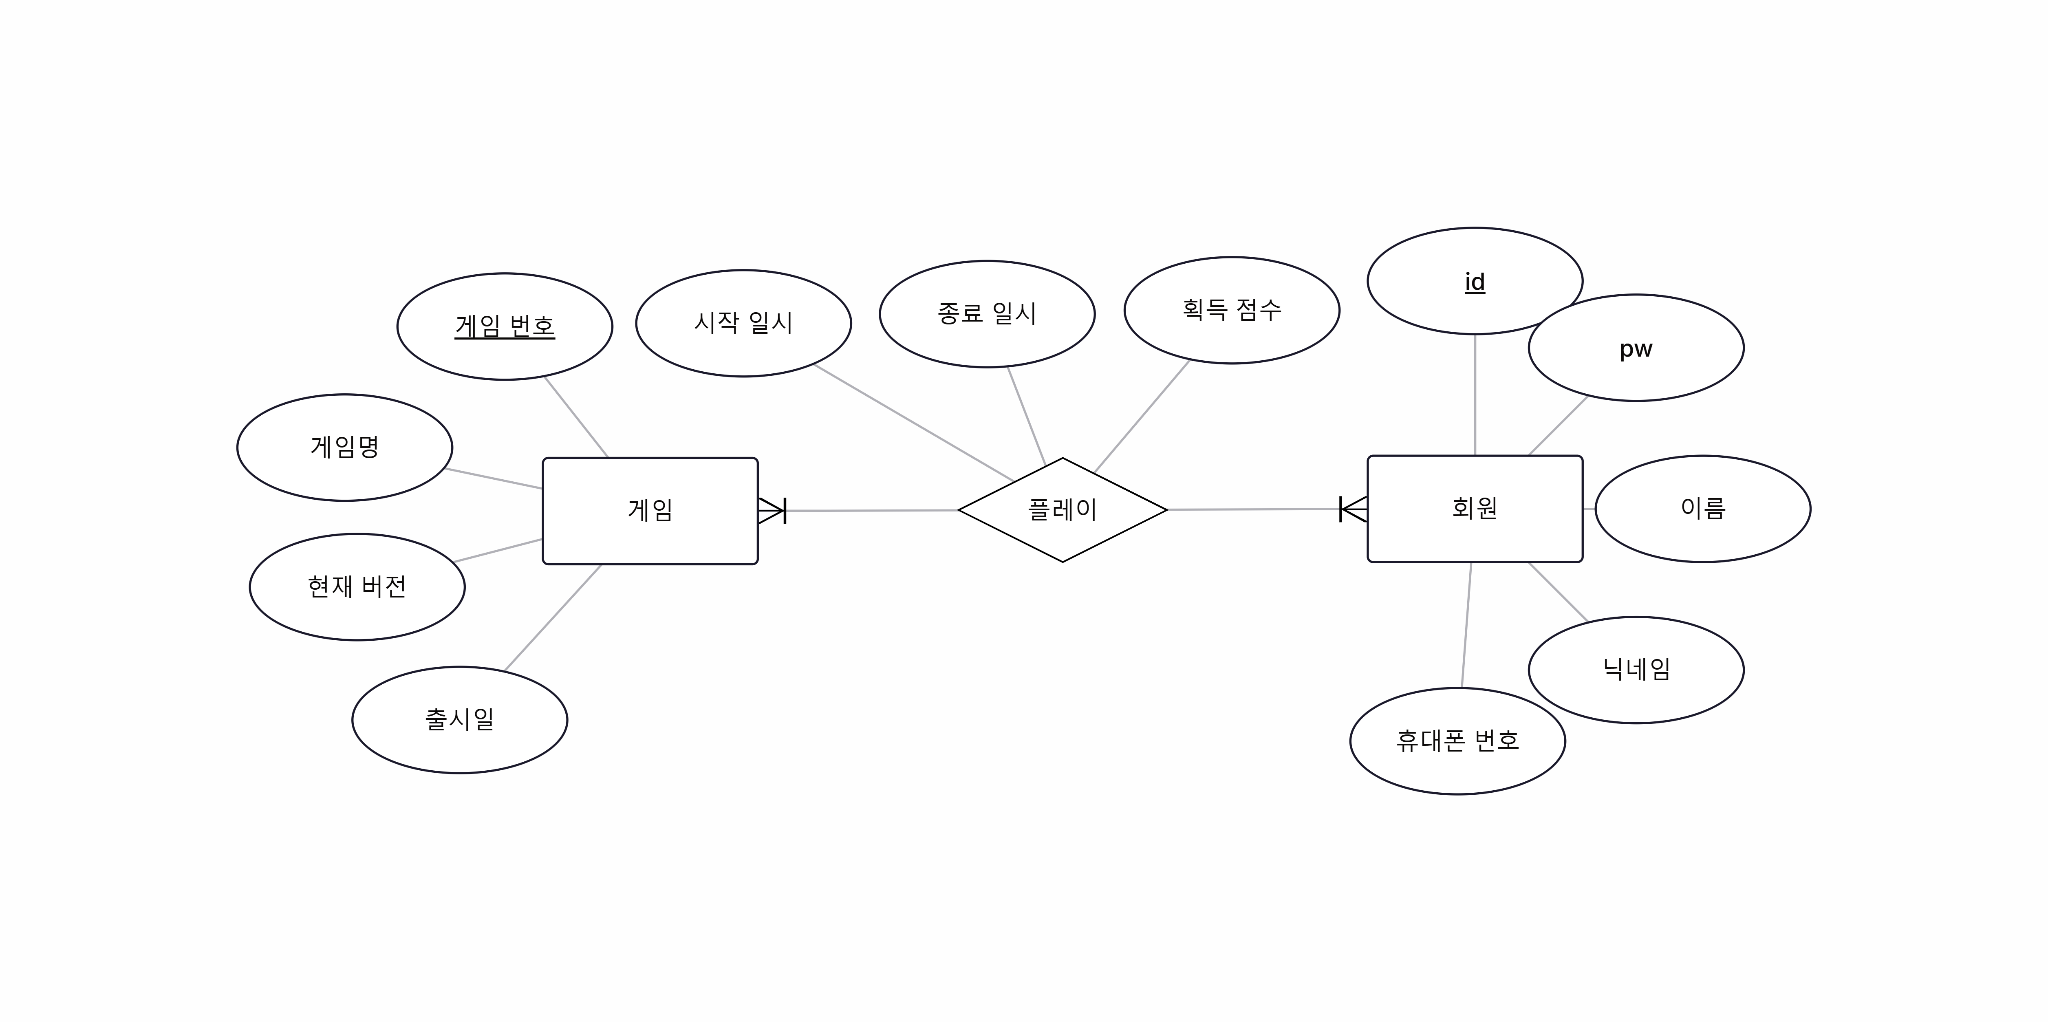 id
획득 점수
종료 일시
시작 일시
게임 번호
pw
게임명
게임
플레이
회원
이름
현재 버전
닉네임
출시일
휴대폰 번호